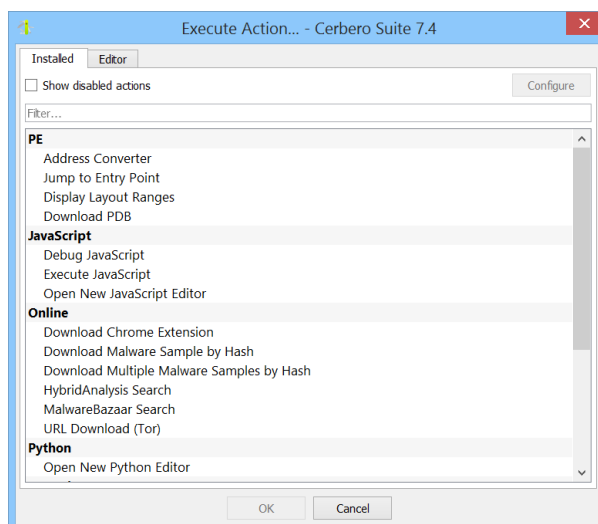 Execute Action... - Cerbero Suite 7.4
Installed Editor
Show disabled actions Configure
Filter...
PE
Address Converter
Jump to Entry Point
Display Layout Ranges
Download PDB
JavaScript
Debug JavaScript
Execute JavaScript
Open New JavaScript Editor
Online
Download Chrome Extension
Download Malware Sample by Hash
Download Multiple Malware Samples by Hash
HybridAnalysis Search
MalwareBazaar Search
URL Download (Tor)
Python
Open New Python Editor
OK Cancel